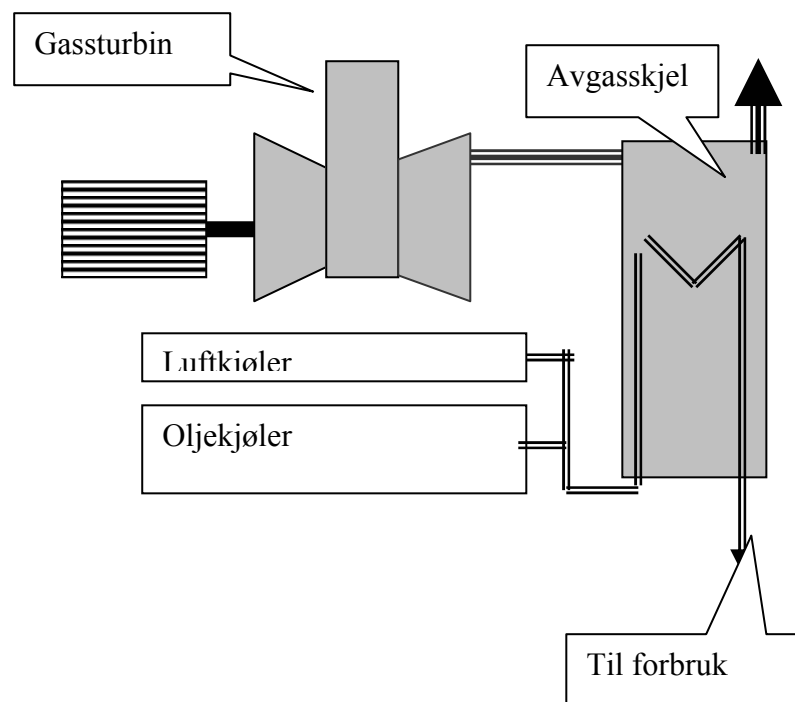 Gassturbin
Avgasskjel
Luftkjøler
Oljekjøler
Til forbruk